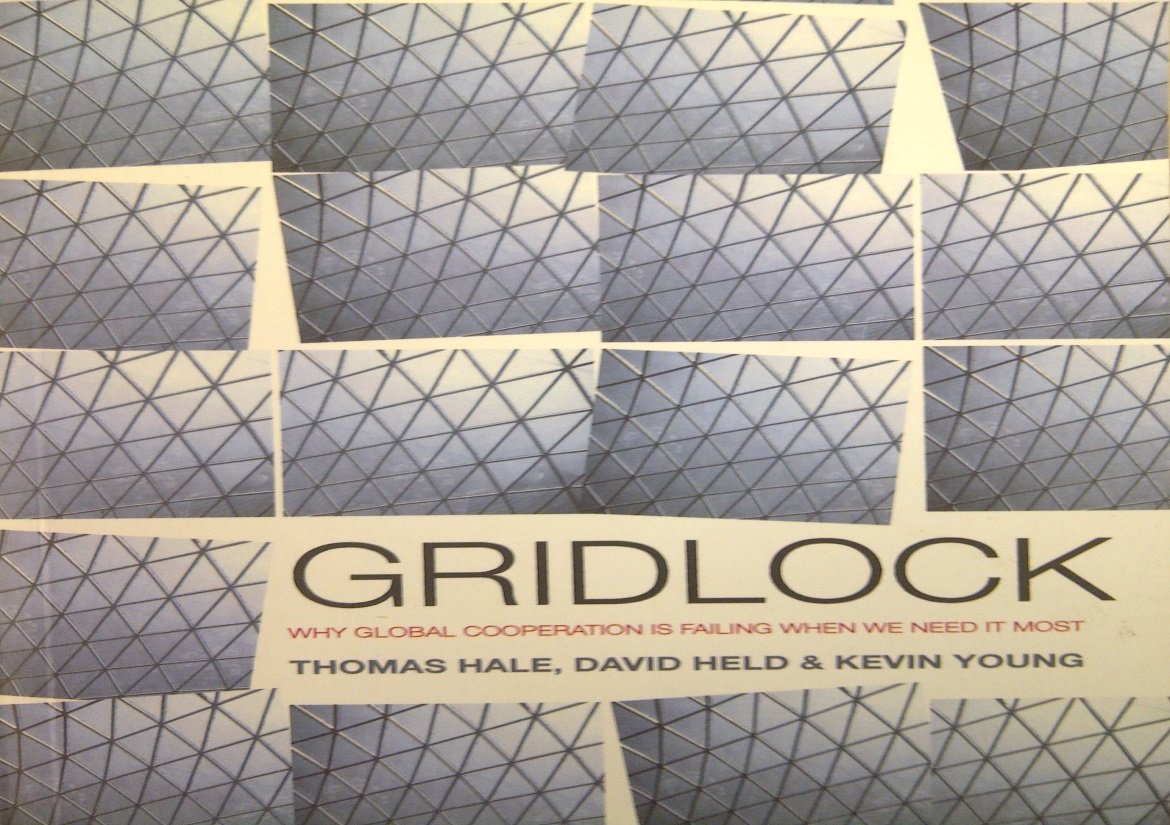 GRIDLOCK
WHY GLOBAL COOPERATION IS FAILING WHEN WE NEED IT MOST
THOMAS HALE, DAVID HELD & KEVIN YOUNG